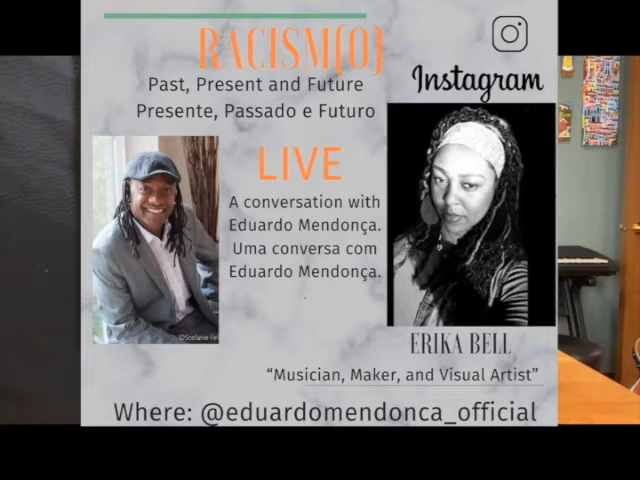 RACISM(O)
Past, Present and Future
Presente, Passado e Futuro
Instagram
LIVE
A conversation with
Eduardo Mendonça.
Uma conversa com
Eduardo Mendonça.
ERIKA BELL
“Musician, Maker, and Visual Artist”
Where: @eduardomendonca_official